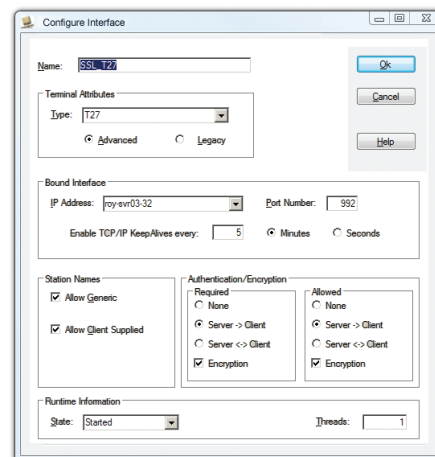 Configure Interface
Name: SSL_T27
Ok
Terminal Attributes
Type: T27
Cancel
Advanced Legacy
Help
Bound Interface
IP Address: roy-svr03-32 Port Number: 992
Enable TCP/IP KeepAlives every: 5 Minutes Seconds
Station Names Authentication/Encryption
Required Allowed
Allow Generic None None
Server -> Client Server -> Client
Allow Client Supplied
Server <-> Client Server <-> Client
Encryption Encryption
Runtime Information
State: Started Threads: 1